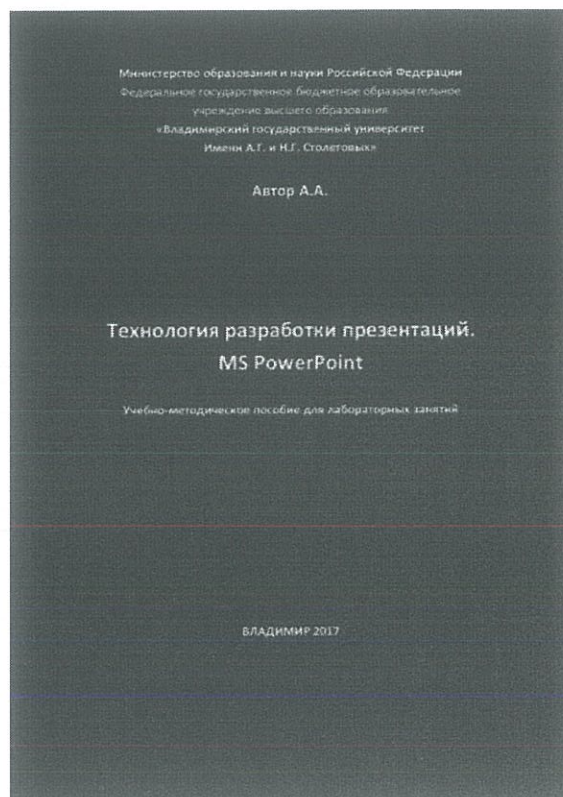 Министерство образования и науки Российской Федерации
Федеральное государственное бюджетное образовательное
учреждение высшего образования
«Владимирский государственный университет
Имени А.Г. и Н.Г. Столетовых»
Автор А.А.
Технология разработки презентаций.
MS PowerPoint
Учебно-методическое пособие для лабораторных занятий
ВЛАДИМИР 2017